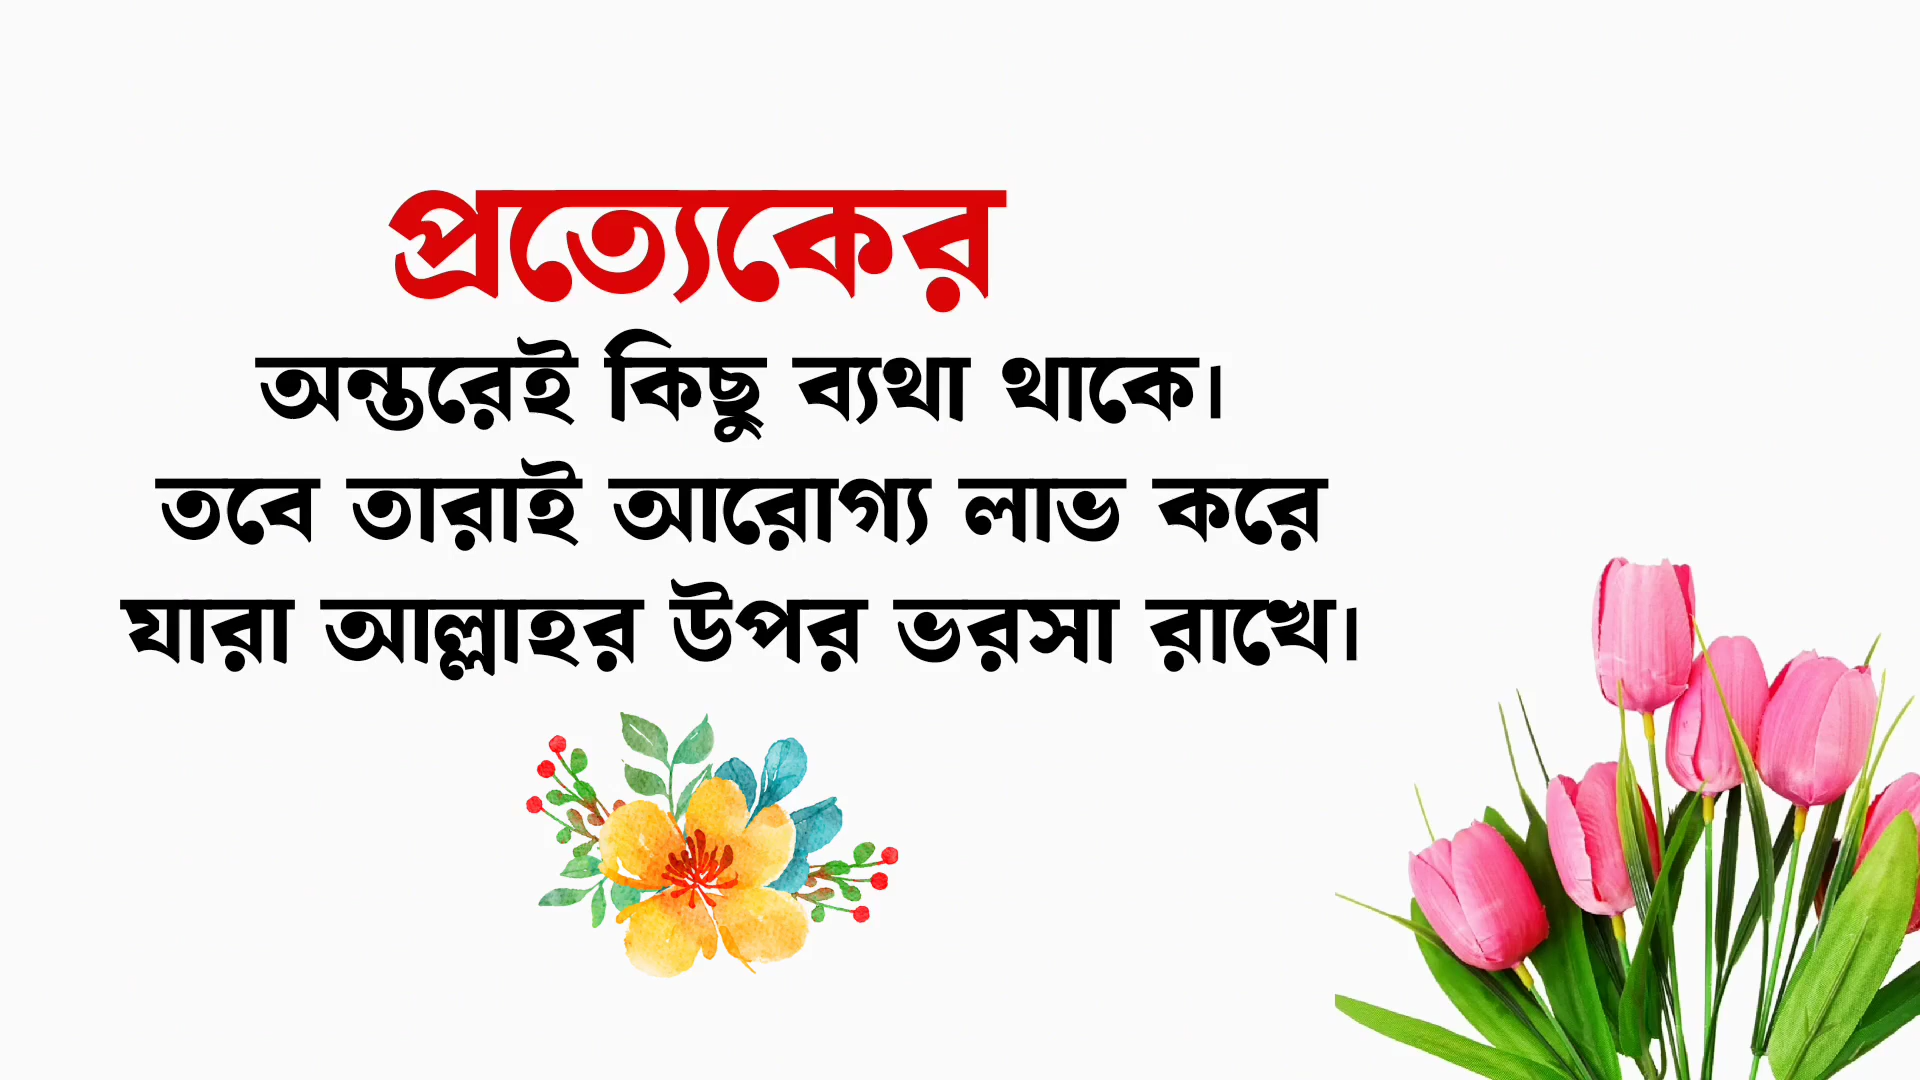 প্রত্যেকের
অন্তরেই কিছু ব্যথা থাকে।
তবে তারাই আরোগ্য লাভ করে
যারা আল্লাহর উপর ভরসা রাখে।